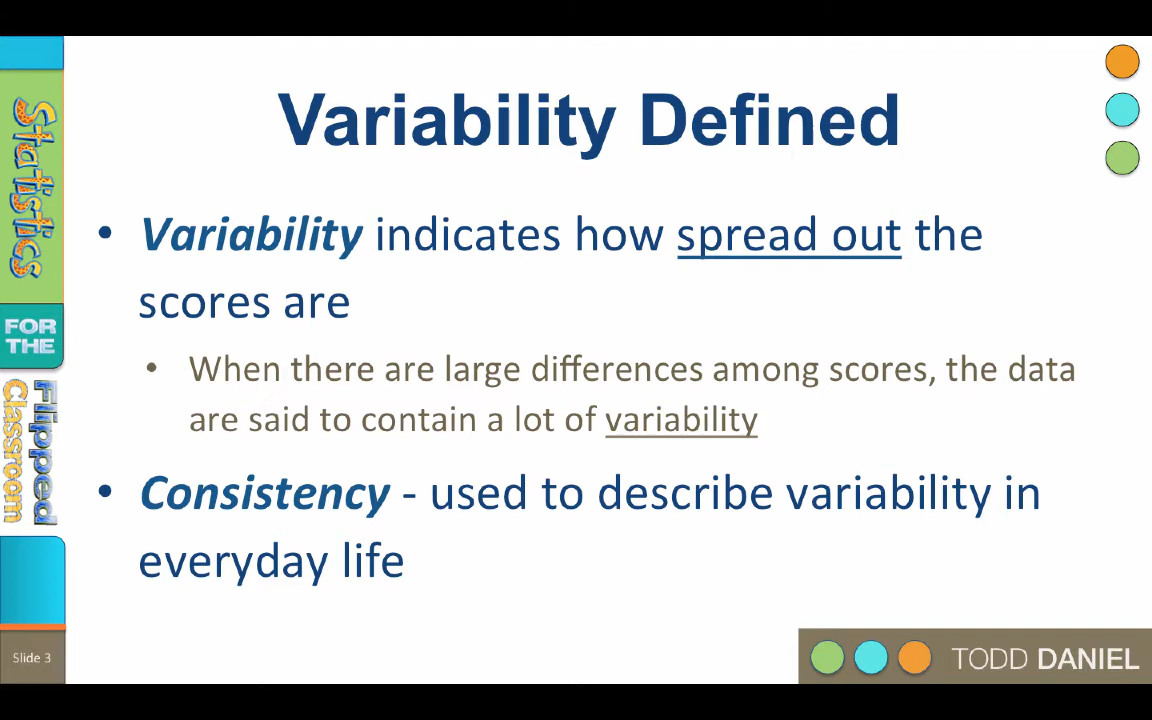 Variability Defined
• Variability indicates how spread out the
scores are
• When there are large differences among scores, the data
are said to contain a lot of variability
• Consistency - used to describe variability in
everyday life
Statistics
FOR
THE
Flipped
Classroom
Slide 3
TODD DANIEL